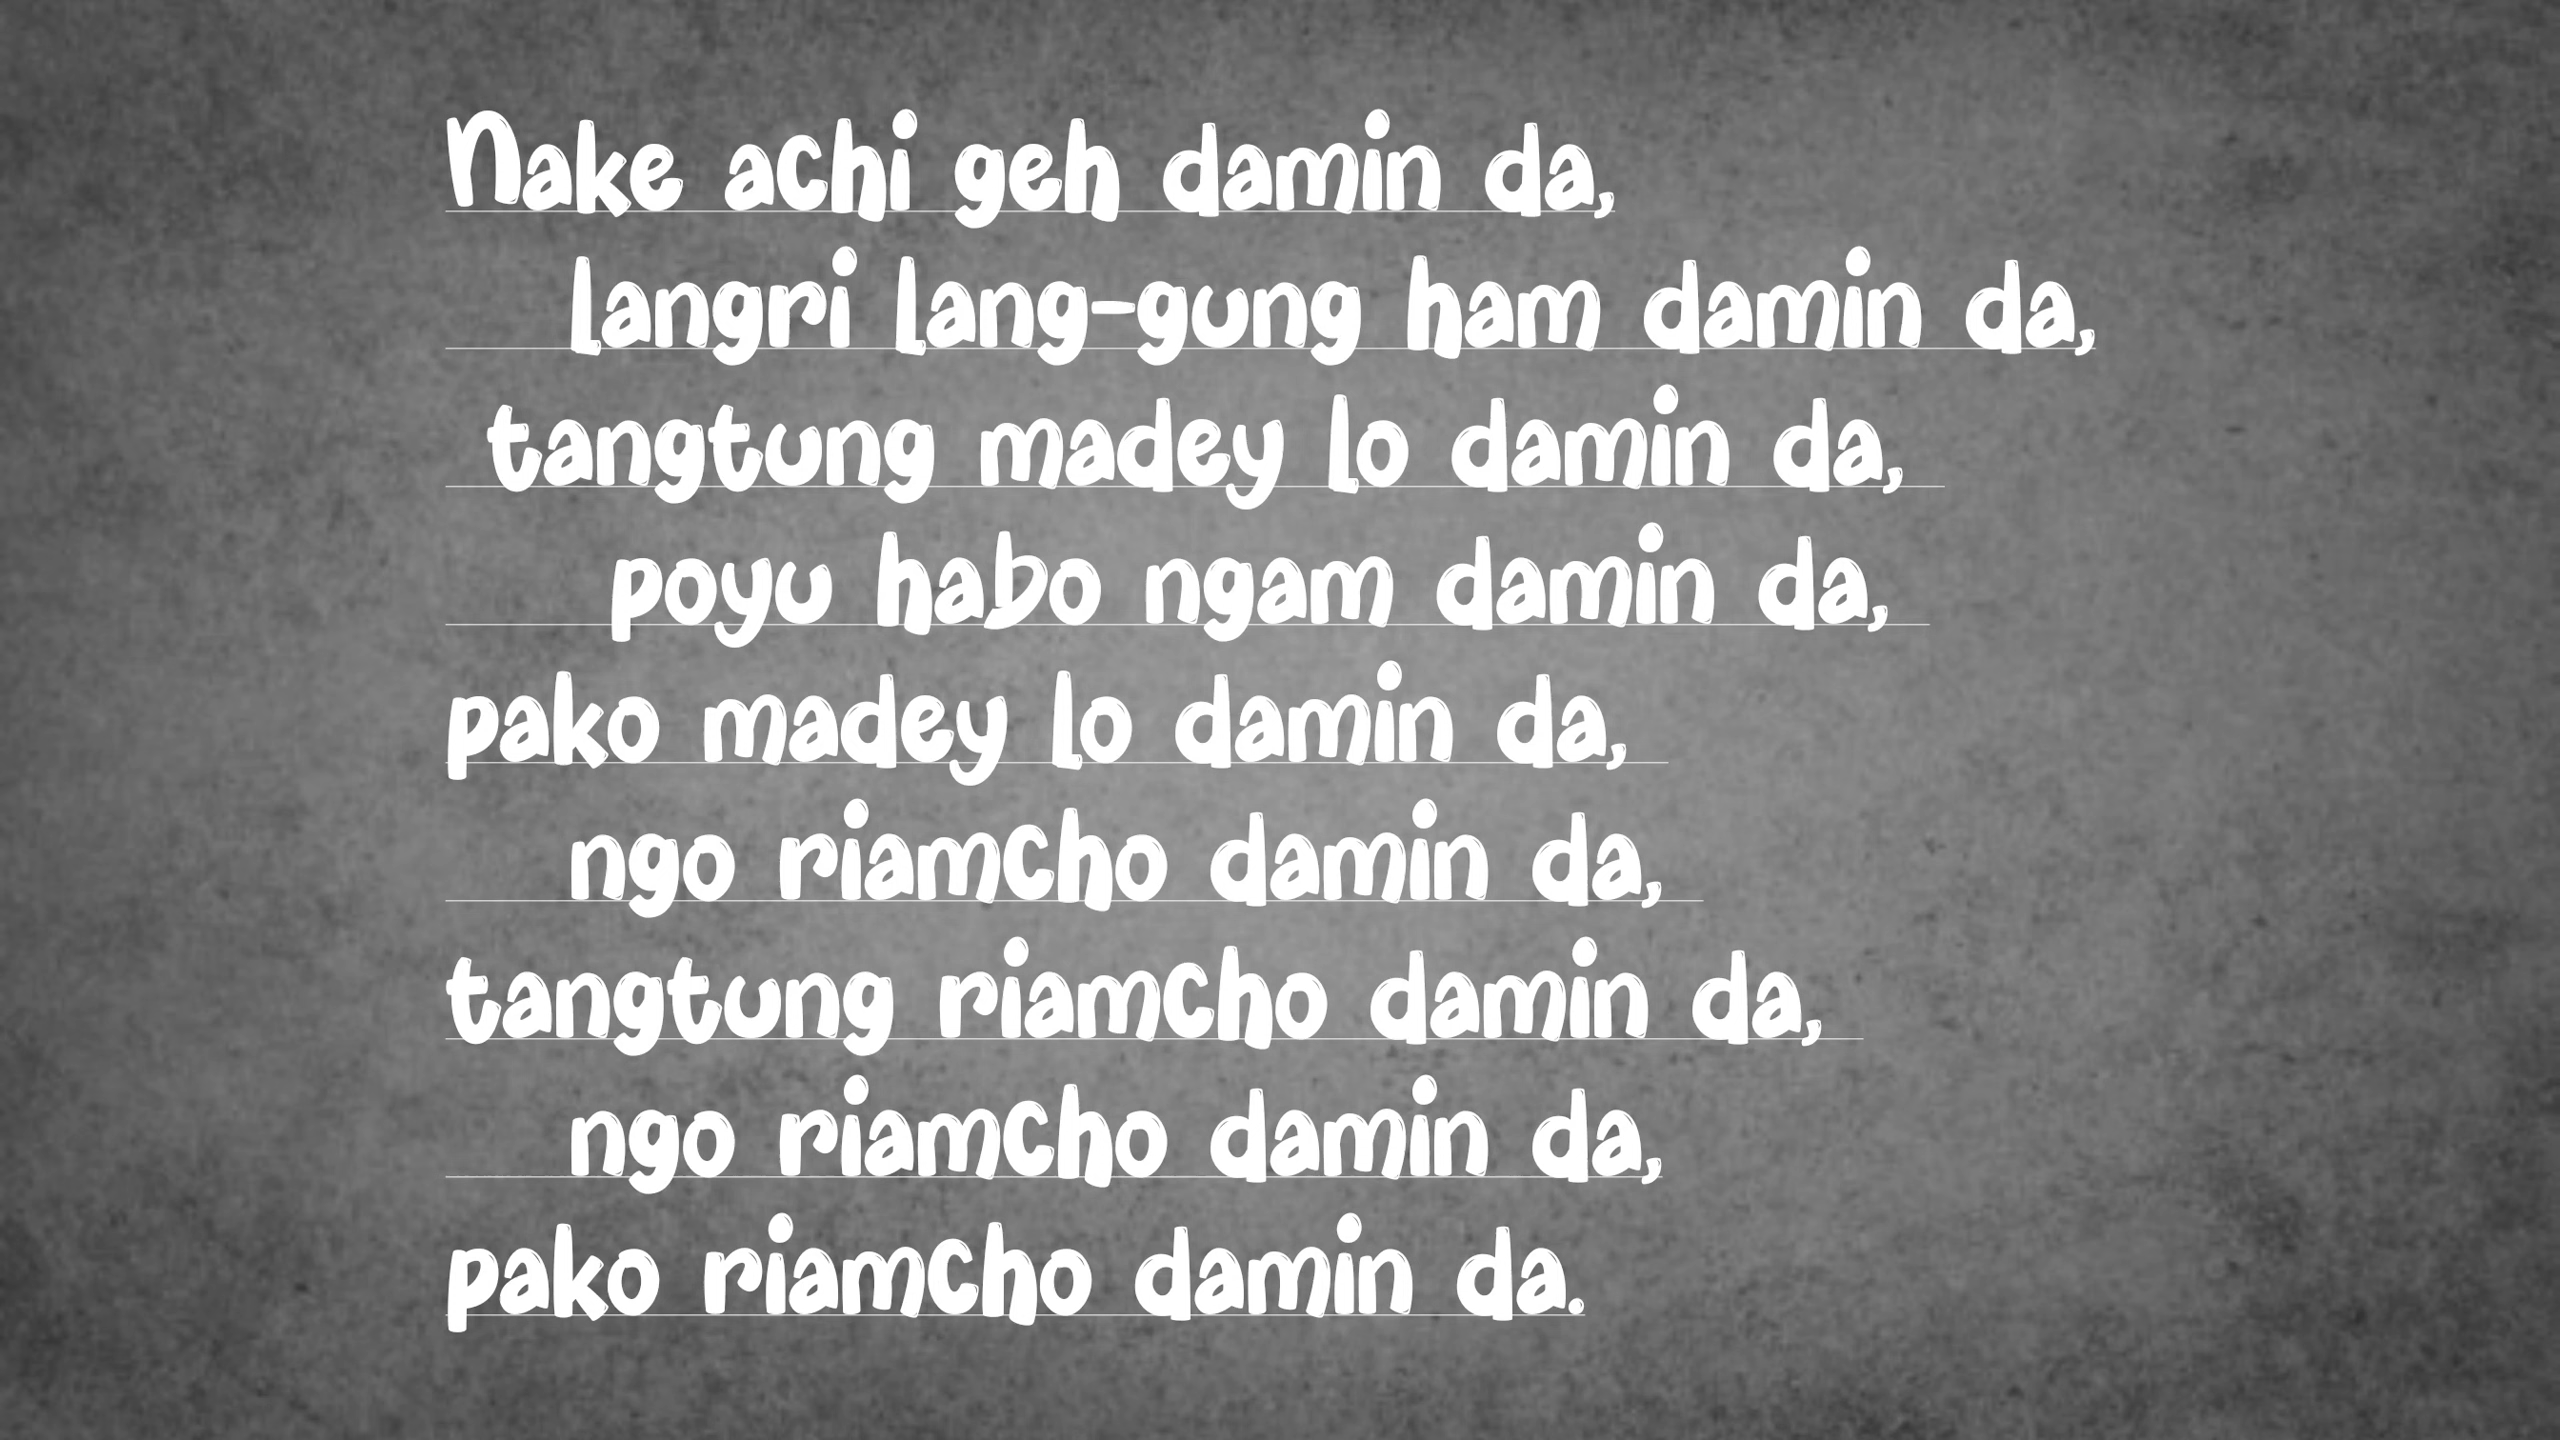 Nake achi geh damin da,
langri lang-gung ham damin da,
tangtung madey lo damin da,
poyu habo ngam damin da,
pako madey lo damin da,
ngo riamcho damin da,
tangtung riamcho damin da,
ngo riamcho damin da,
pako riamcho damin da.